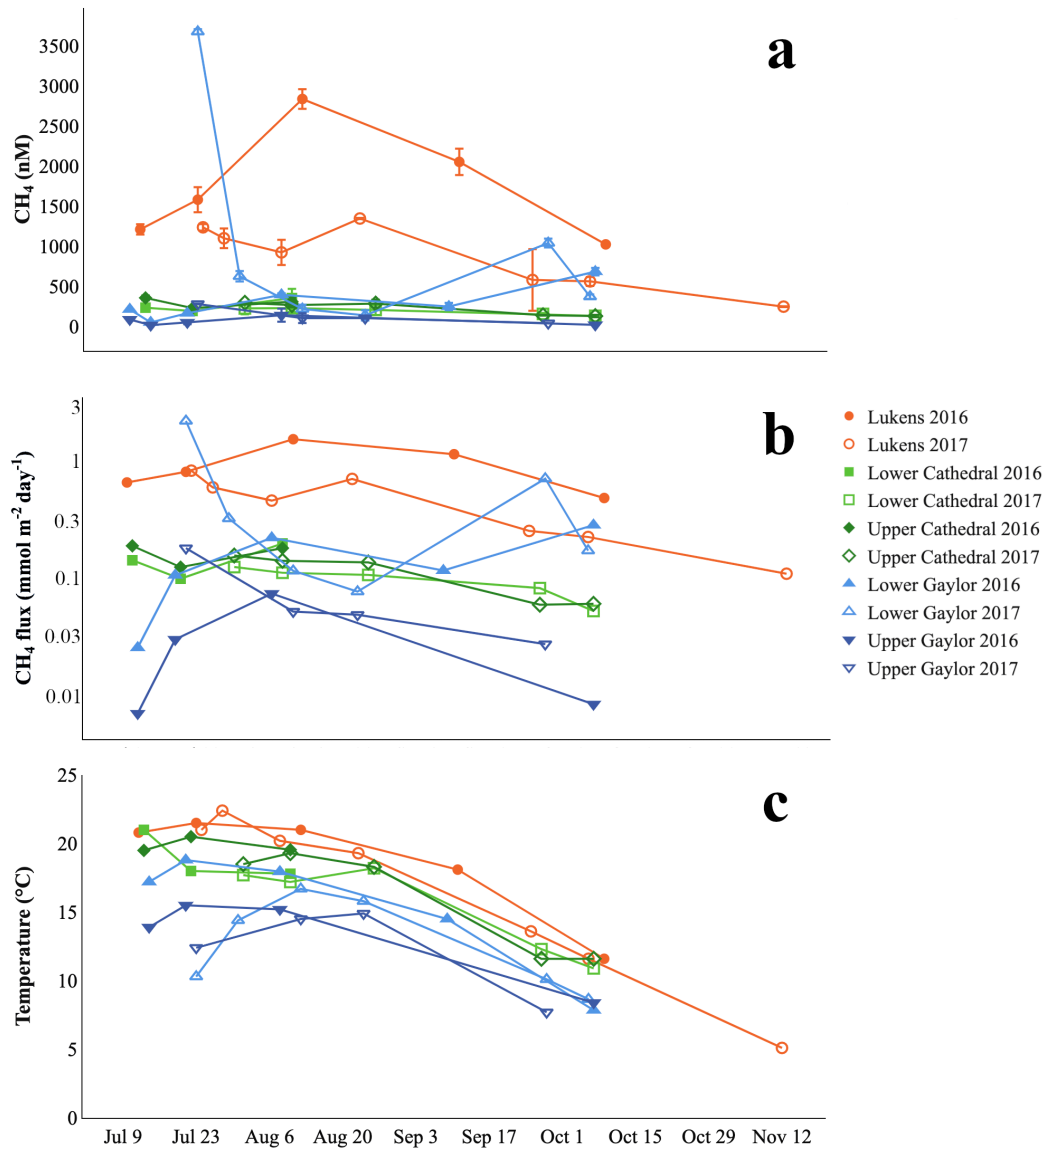 a
3500
3000
2500
2000
1500
1000
500
0
CH4 (nM)
b
3
1
0.3
0.1
0.03
0.01
CH4 flux (mmol m-2 day-1)
Lukens 2016
Lukens 2017
Lower Cathedral 2016
Lower Cathedral 2017
Upper Cathedral 2016
Upper Cathedral 2017
Lower Gaylor 2016
Lower Gaylor 2017
Upper Gaylor 2016
Upper Gaylor 2017
c
25
20
15
10
5
0
Temperature (°C)
Jul 9 Jul 23 Aug 6 Aug 20 Sep 3 Sep 17 Oct 1 Oct 15 Oct 29 Nov 12